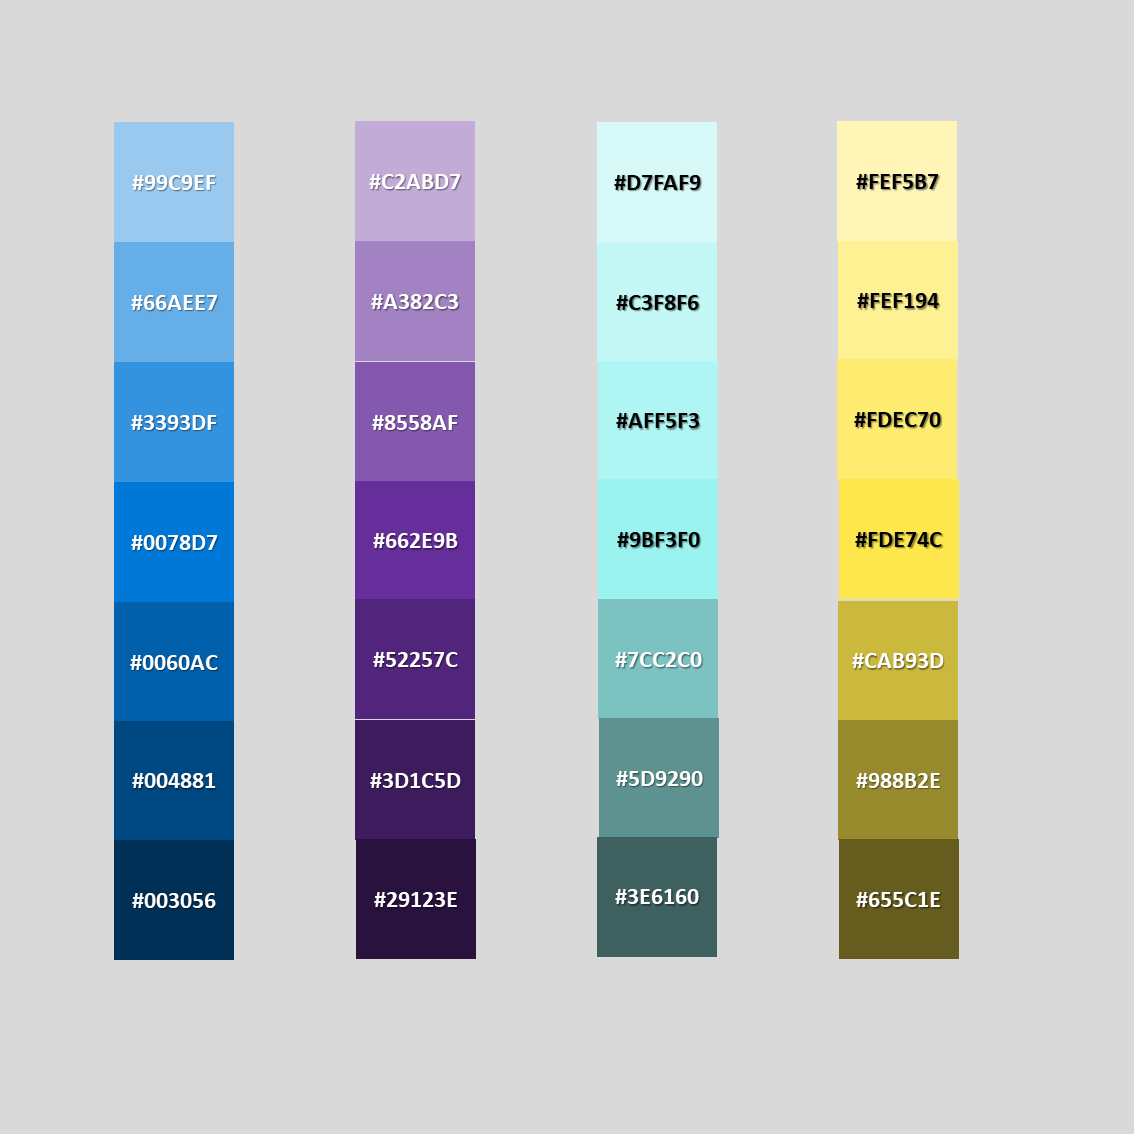 #99C9EF
#66AEE7
#3393DF
#0078D7
#0060AC
#004881
#003056
#C2ABD7
#A382C3
#8558AF
#662E9B
#52257C
#3D1C5D
#29123E
#D7FAF9
#C3F8F6
#AFF5F3
#9BF3F0
#7CC2C0
#5D9290
#3E6160
#FEF5B7
#FEF194
#FDEC70
#FDE74C
#CAB93D
#988B2E
#655C1E